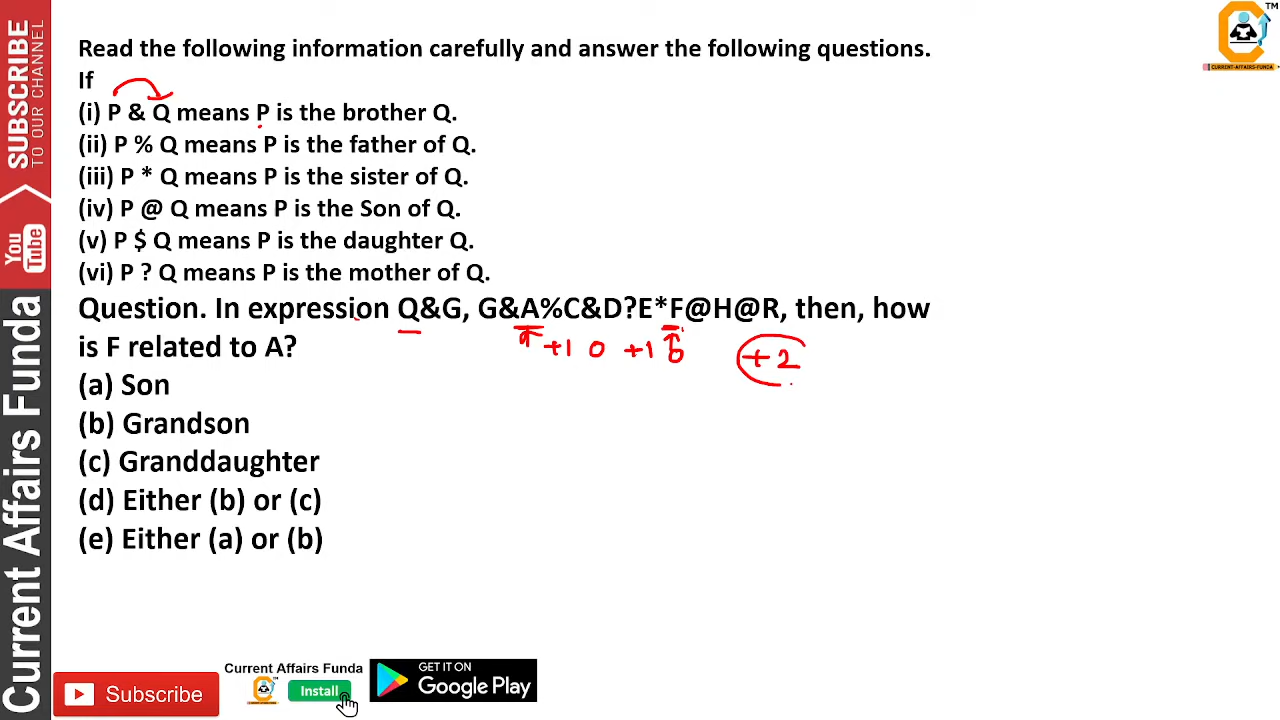 SUBSCRIBE
TO OUR CHANNEL
You
Tube
Current Affairs Funda
TM
CURRENT-AFFAIRS-FUNDA
Read the following information carefully and answer the following questions.
If
(i) P & Q means P is the brother Q.
(ii) P % Q means P is the father of Q.
(iii) P * Q means P is the sister of Q.
(iv) P @ Q means P is the Son of Q.
(v) P $ Q means P is the daughter Q.
(vi) P ? Q means P is the mother of Q.
Question. In expression Q&G, G&A%C&D?E*F@H@R, then, how
is F related to A?
+1 0 +1 0 +2
(a) Son
(b) Grandson
(c) Granddaughter
(d) Either (b) or (c)
(e) Either (a) or (b)
Subscribe
Current Affairs Funda
Install
GET IT ON
Google Play